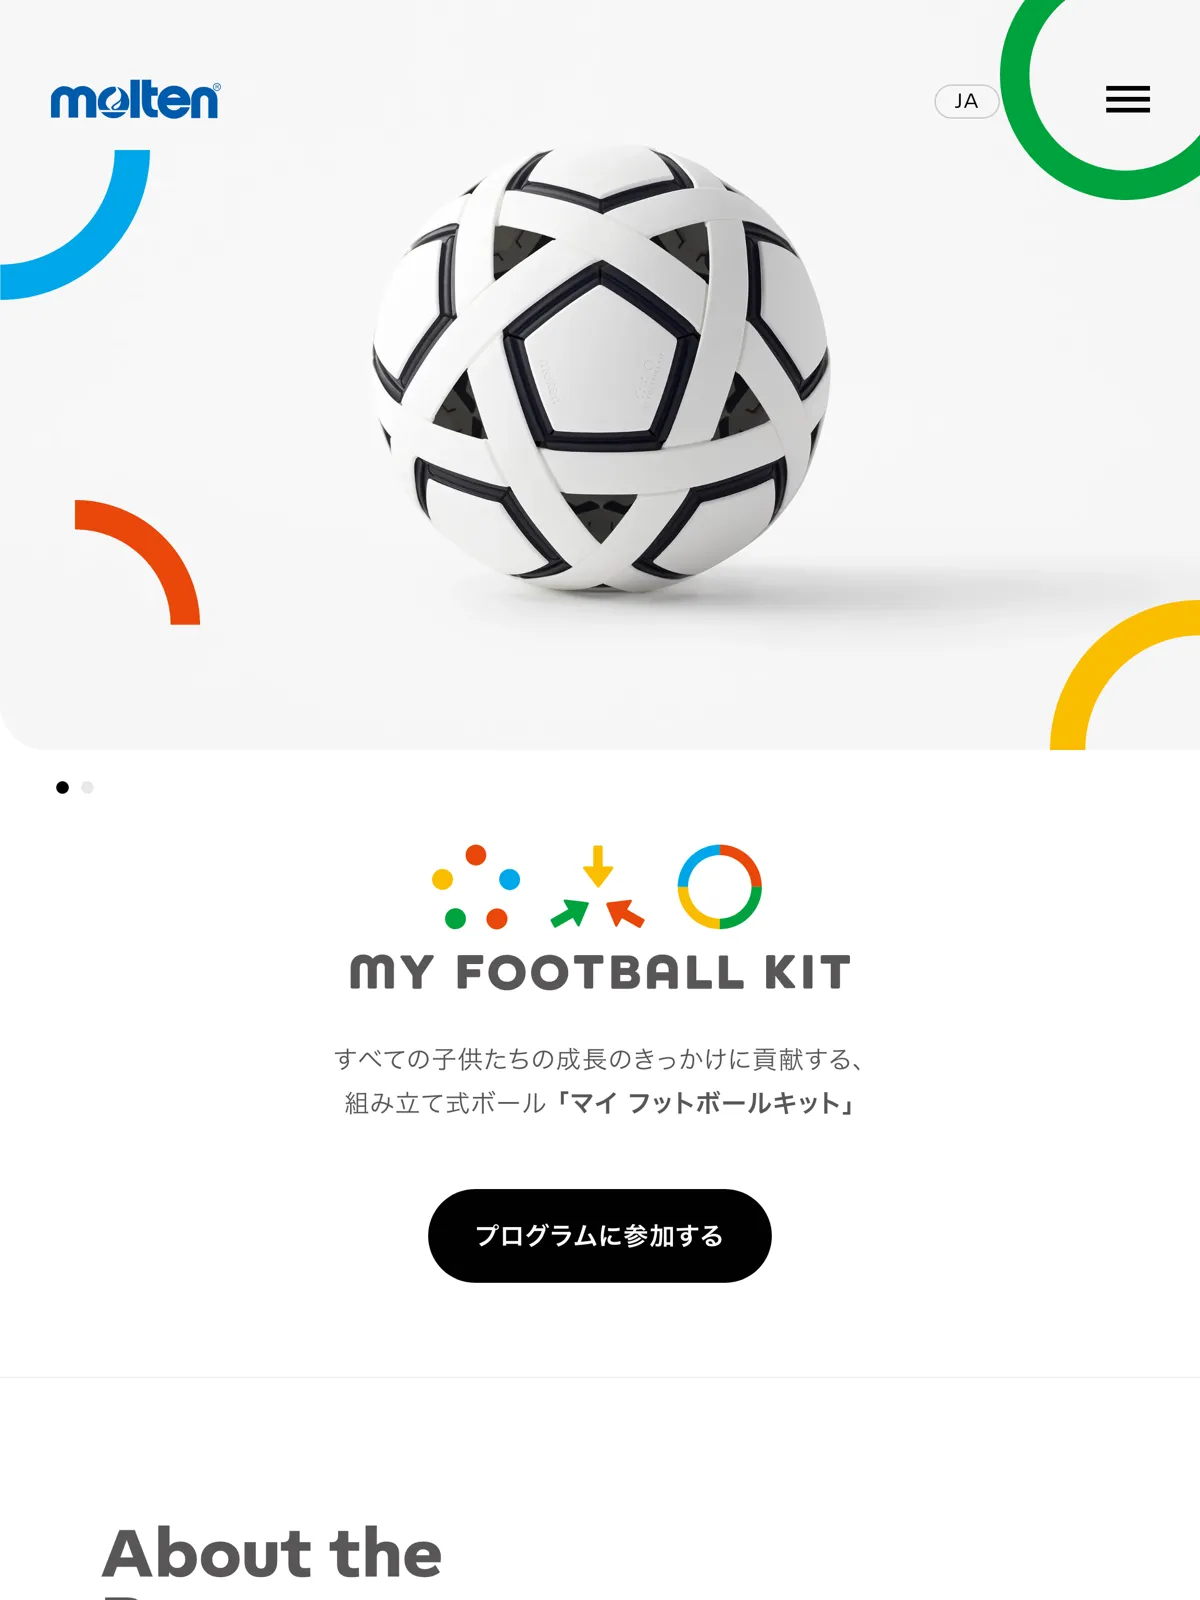 molten®
JA
MY FOOTBALL KIT
すべての子供たちの成長のきっかけに貢献する、
組み立て式ボール「マイ フットボールキット」
プログラムに参加する
About the